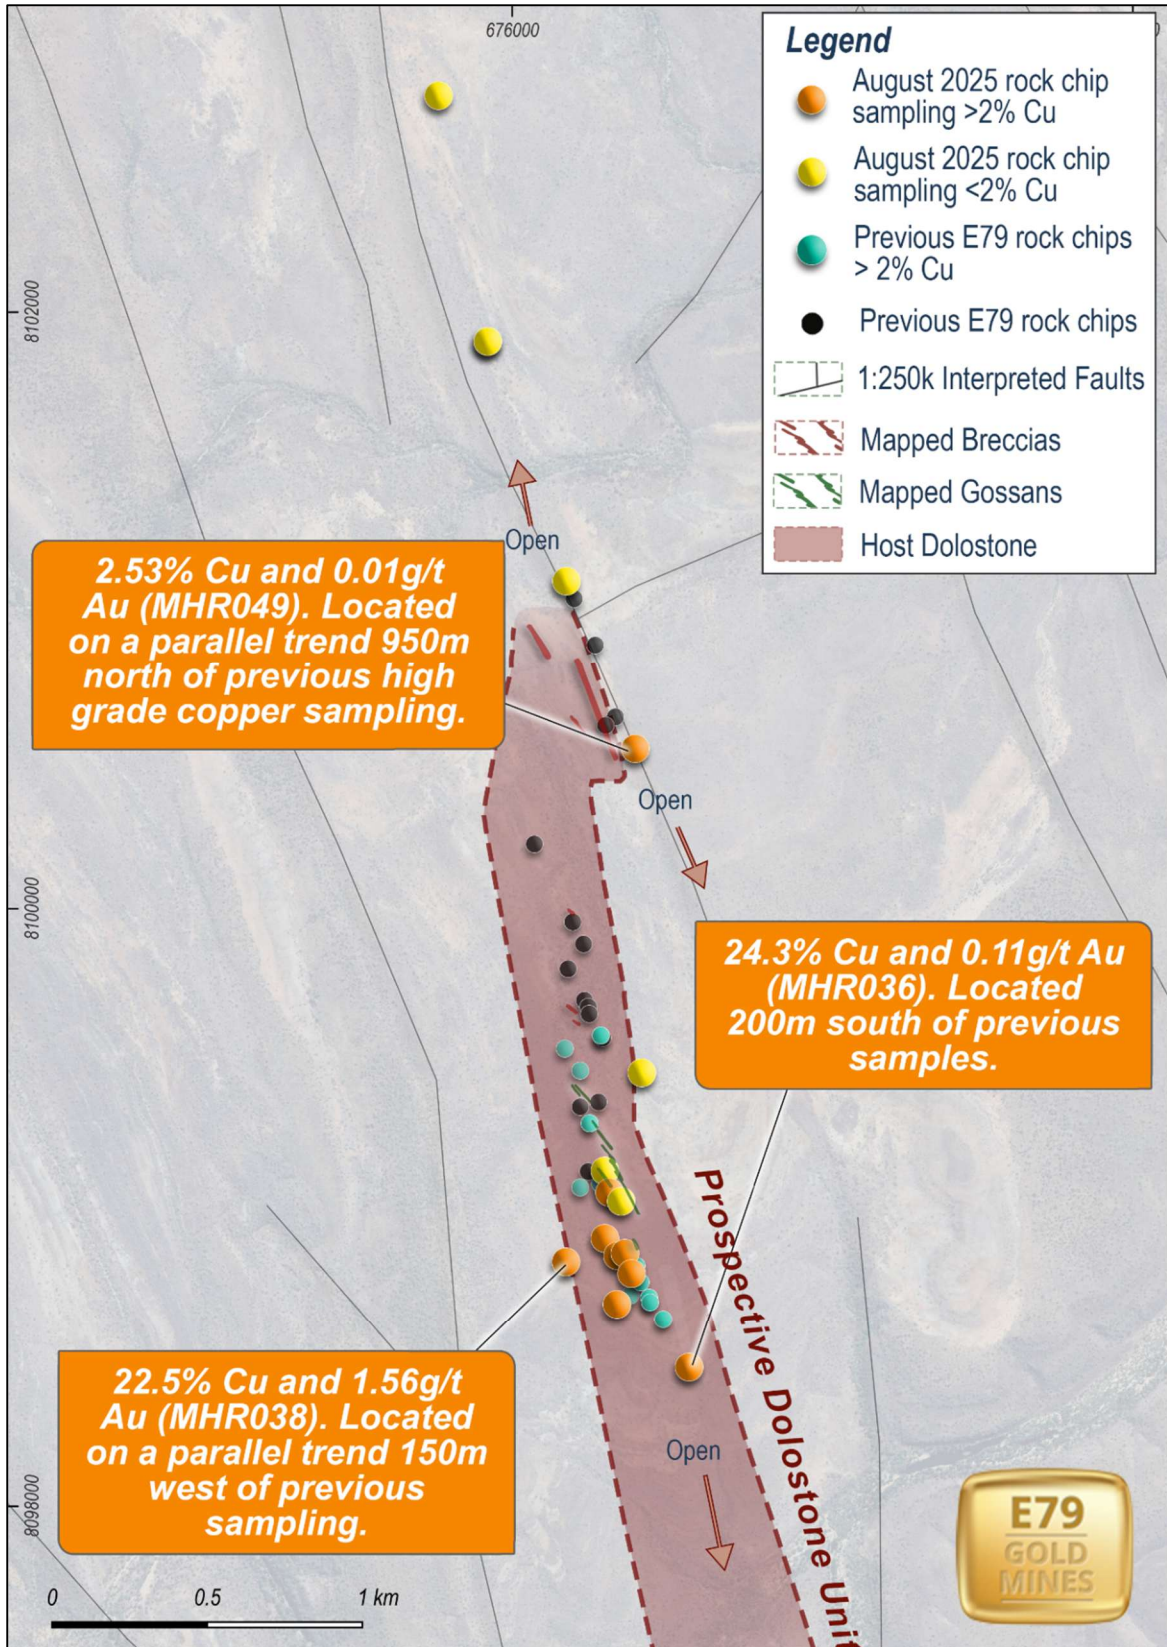 676000
Legend
August 2025 rock chip
sampling >2% Cu
August 2025 rock chip
sampling <2% Cu
Previous E79 rock chips
> 2% Cu
Previous E79 rock chips
1:250k Interpreted Faults
Mapped Breccias
Mapped Gossans
Host Dolostone
8102000
Open
2.53% Cu and 0.01g/t
Au (MHR049). Located
on a parallel trend 950m
north of previous high
grade copper sampling.
Open
8100000
24.3% Cu and 0.11g/t Au
(MHR036). Located
200m south of previous
samples.
Prospective Dolostone Unit
22.5% Cu and 1.56g/t
Au (MHR038). Located
on a parallel trend 150m
west of previous
sampling.
Open
8098000
E79
GOLD
MINES
0 0.5 1 km